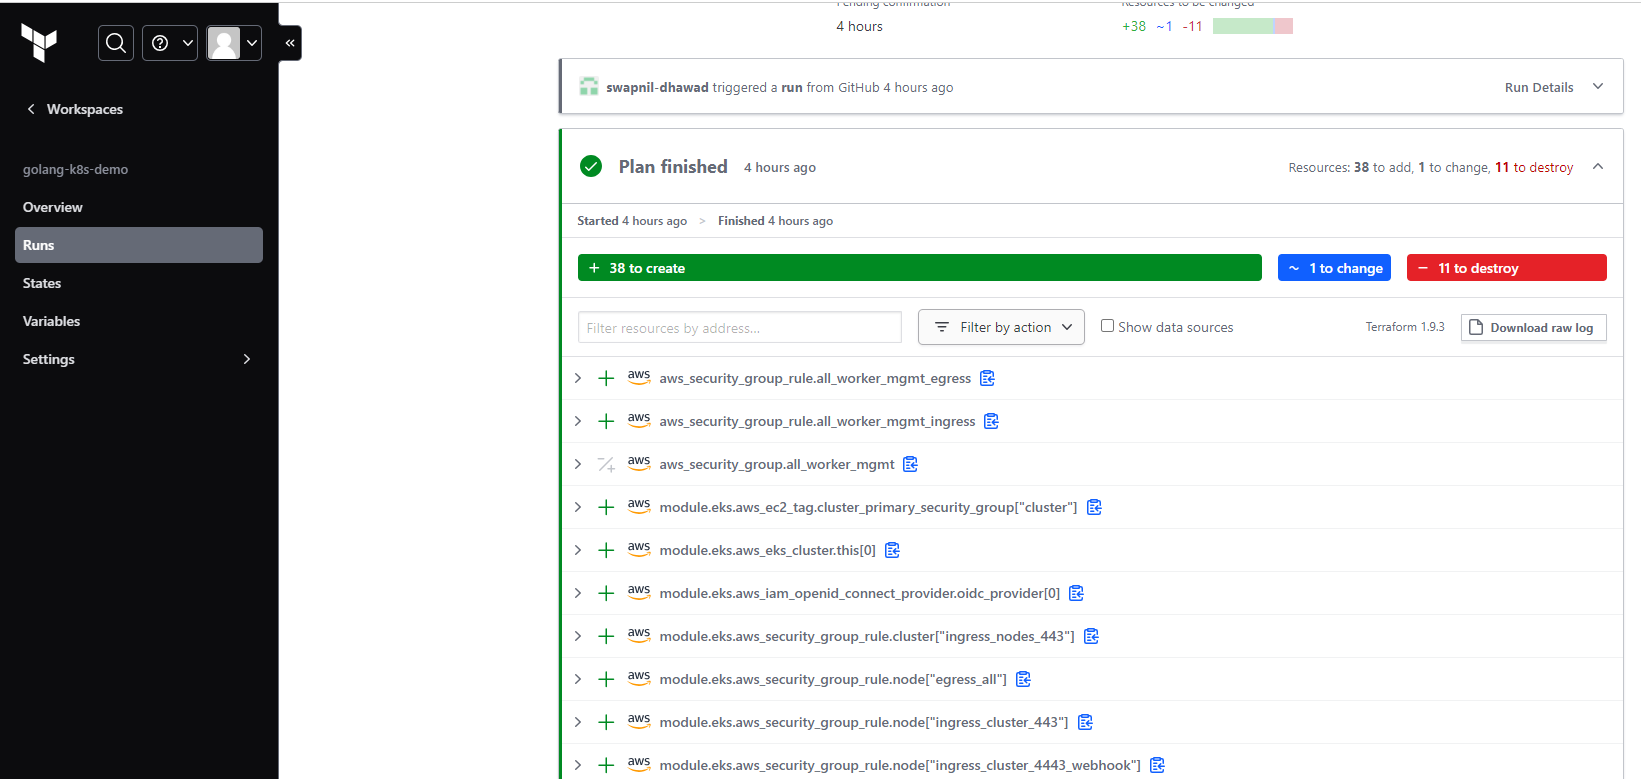 Pending confirmation
Resources to be changed
4 hours
+38 ~1 -11
Workspaces
golang-k8s-demo
Overview
Runs
States
Variables
Settings
swapnil-dhawad triggered a run from GitHub 4 hours ago
Run Details
Plan finished 4 hours ago
Resources: 38 to add, 1 to change, 11 to destroy
Started 4 hours ago > Finished 4 hours ago
+ 38 to create
~ 1 to change
− 11 to destroy
Filter resources by address...
Filter by action
Show data sources
Terraform 1.9.3
Download raw log
aws aws_security_group_rule.all_worker_mgmt_egress
aws aws_security_group_rule.all_worker_mgmt_ingress
aws aws_security_group.all_worker_mgmt
aws module.eks.aws_ec2_tag.cluster_primary_security_group["cluster"]
aws module.eks.aws_eks_cluster.this[0]
aws module.eks.aws_iam_openid_connect_provider.oidc_provider[0]
aws module.eks.aws_security_group_rule.cluster["ingress_nodes_443"]
aws module.eks.aws_security_group_rule.node["egress_all"]
aws module.eks.aws_security_group_rule.node["ingress_cluster_443"]
aws module.eks.aws_security_group_rule.node["ingress_cluster_4443_webhook"]